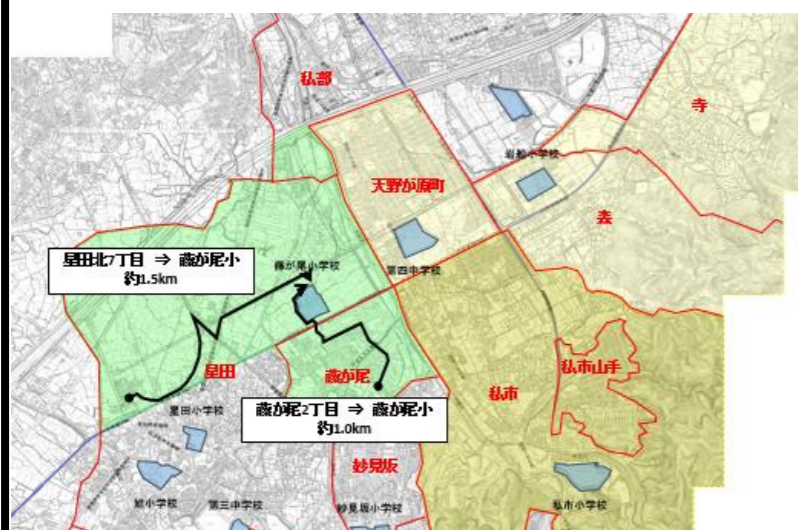 私部
寺
岩船小学校
天野が原町
森
星田北7丁目 ⇒ 藤が尾小
約1.5km
藤が尾小学校
第四中学校
星田
藤が尾
私市
私市山手
藤が尾2丁目 ⇒ 藤が尾小
約1.0km
星田小学校
妙見坂
旭小学校
第三中学校
妙見坂小学校
私市小学校